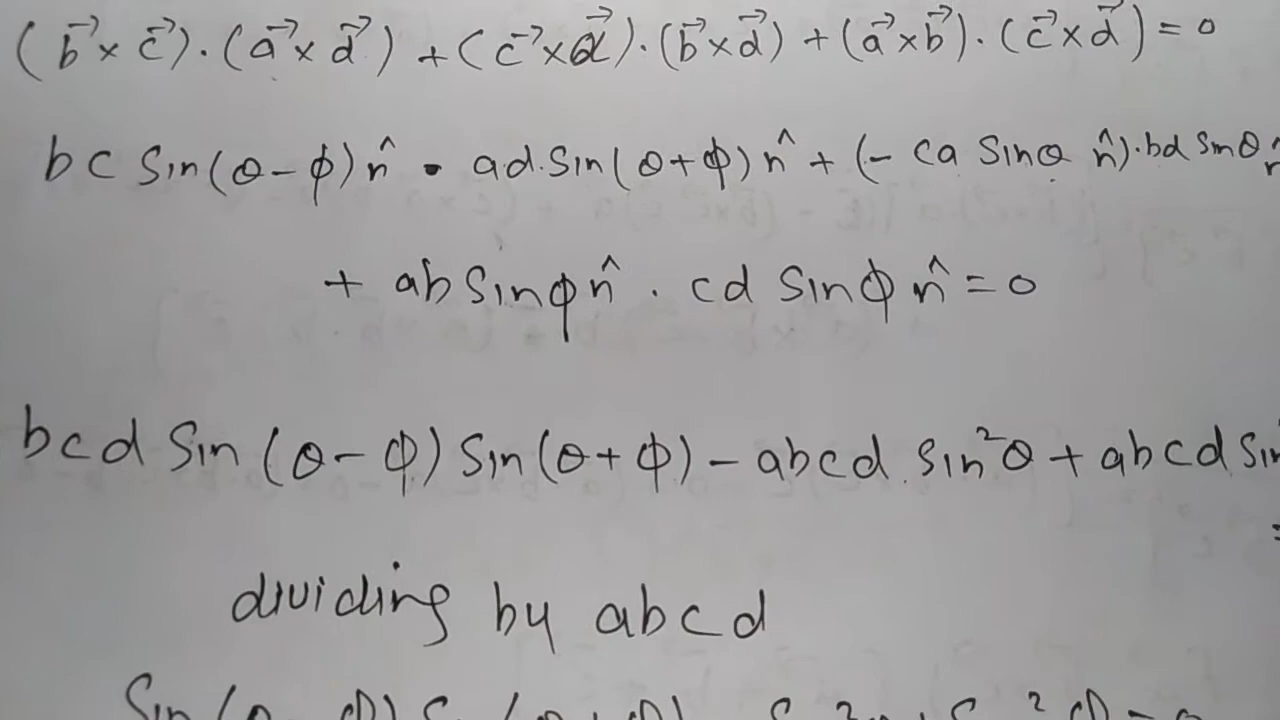 (b⃗ × c⃗) · (a⃗ × d⃗) + (c⃗ × a⃗) · (b⃗ × d⃗) + (a⃗ × b⃗) · (c⃗ × d⃗) = 0
bc Sin(θ - ϕ) n̂ · ad. Sin(θ + ϕ) n̂ + (- ca Sinθ n̂) · bd Sinθ n̂
+ ab Sinϕ n̂ · cd Sinϕ n̂ = 0
bcd Sin(θ - ϕ) Sin(θ + ϕ) - abcd sin²θ + abcd Sin
dividing by abcd